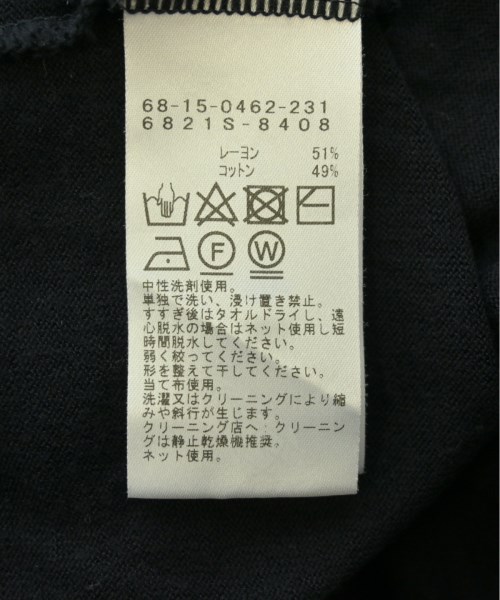 68-15-0462-231
6821S-8408
レーヨン 51%
コットン 49%
F W
中性洗剤使用。
単独で洗い、浸け置き禁止。
すすぎ後はタオルドライし、遠
心脱水の場合はネット使用し短
時間脱水してください。
弱く絞ってください。
形を整えて干してください。
当て布使用。
洗濯又はクリーニングにより縮
みや斜行が生じます。
クリーニング店へ：クリーニン
グは静止乾燥機推奨。
ネット使用。